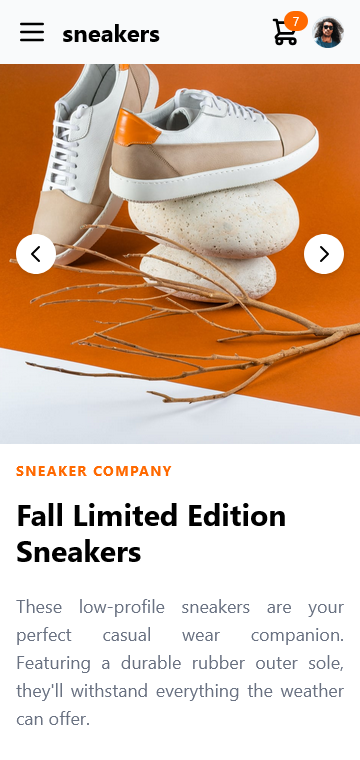 sneakers
7
SNEAKER COMPANY
Fall Limited Edition
Sneakers
These low-profile sneakers are your
perfect casual wear companion.
Featuring a durable rubber outer sole,
they'll withstand everything the weather
can offer.